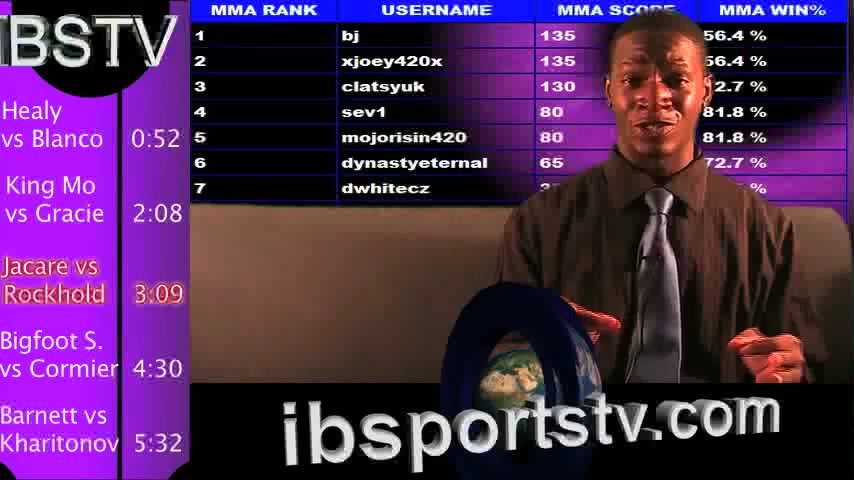 IBSTV
Healy
vs Blanco 0:52
King Mo
vs Gracie 2:08
Jacare vs
Rockhold 3:09
Bigfoot S.
vs Cormier 4:30
Barnett vs
Kharitonov 5:32
MMA RANK USERNAME MMA SCORE MMA WIN%
1 bj 135 56.4 %
2 xjoey420x 135 56.4 %
3 clatsyuk 130 2.7 %
4 sev1 80 81.8 %
5 mojorisin420 80 81.8 %
6 dynastyeternal 65 72.7 %
7 dwhitecz %
ibsportstv.com